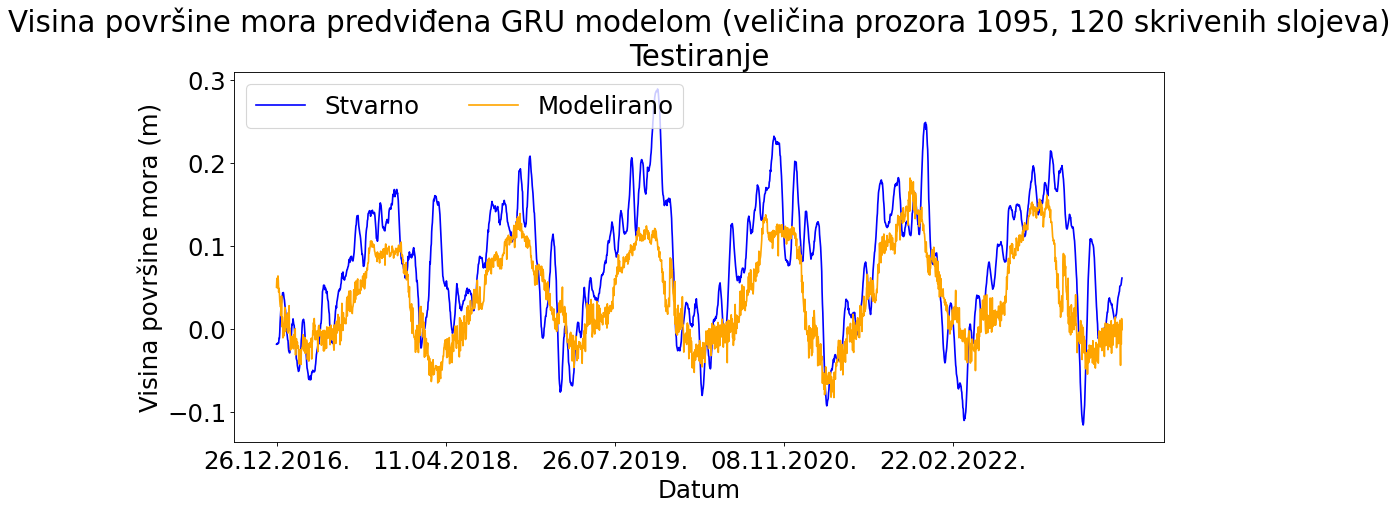 Visina površine mora predviđena GRU modelom (veličina prozora 1095, 120 skrivenih slojeva)
Testiranje
Stvarno Modelirano
Visina površine mora (m)
0.3
0.2
0.1
0.0
−0.1
26.12.2016. 11.04.2018. 26.07.2019. 08.11.2020. 22.02.2022.
Datum